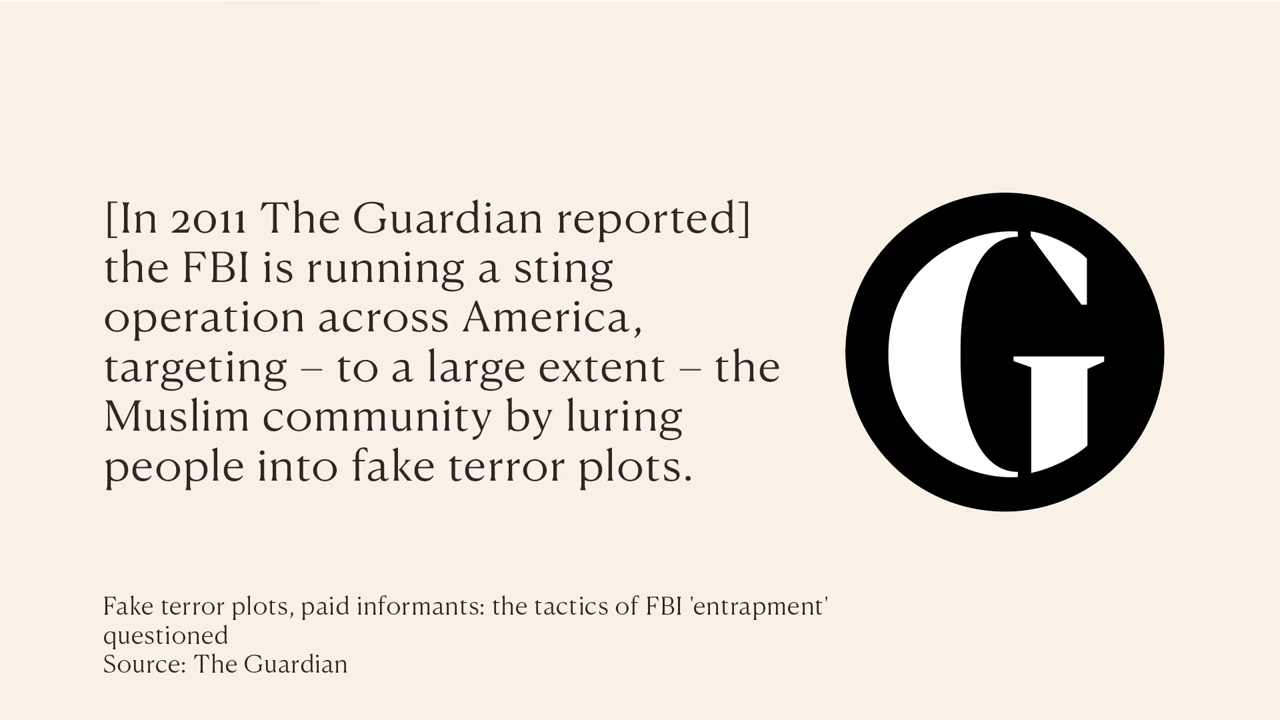 [In 2011 The Guardian reported]
the FBI is running a sting
operation across America,
targeting – to a large extent – the
Muslim community by luring
people into fake terror plots.
G
Fake terror plots, paid informants: the tactics of FBI 'entrapment'
questioned
Source: The Guardian